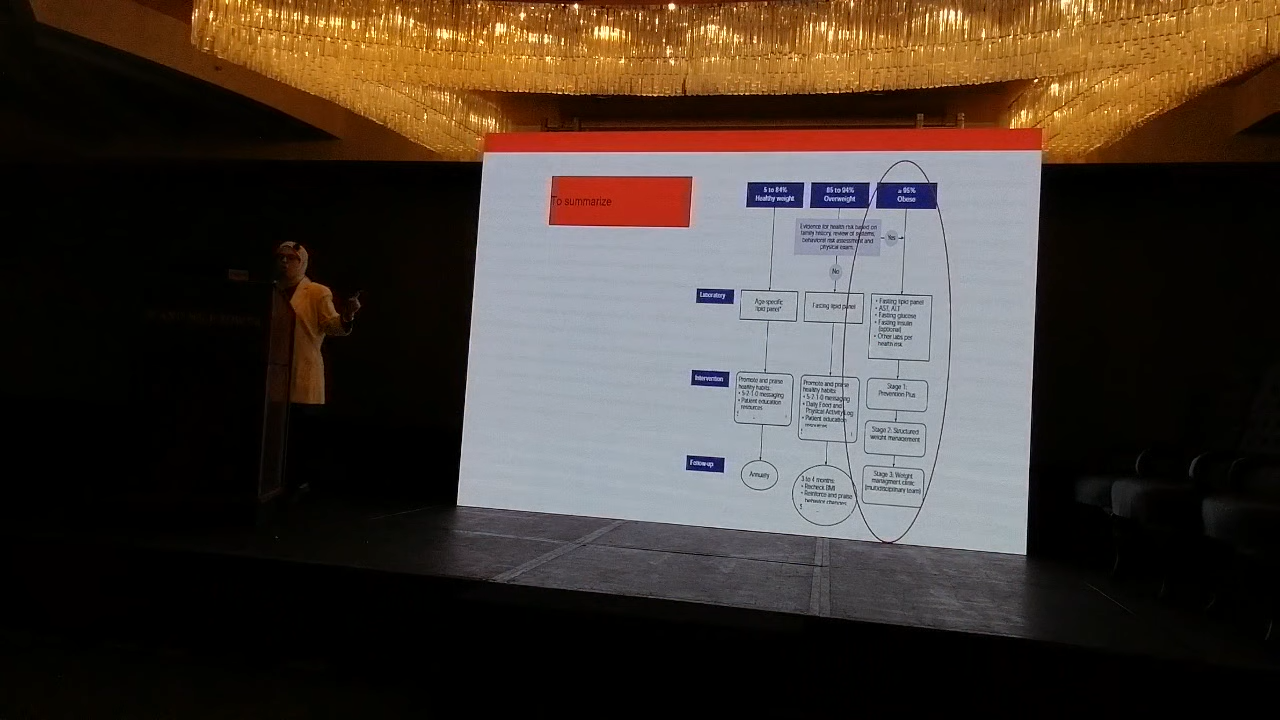 To summarize
5 to 84%
Healthy weight
85 to 94%
Overweight
≥ 95%
Obese
Evidence for health risk based on
family history, review of systems,
behavioral risk assessment and
physical exam.
Yes
No
Laboratory
Age-specific
lipid panel*
Fasting lipid panel
• Fasting lipid panel
• AST, ALT
• Fasting glucose
• Fasting insulin
(optional)
• Other labs per
health risk
Intervention
Promote and praise
healthy habits:
• 5-2-1-0 messaging
• Patient education
resources
Promote and praise
healthy habits:
• 5-2-1-0 messaging
• Daily Food and
Physical Activity Log
• Patient education
resources
Stage 1:
Prevention Plus
Stage 2: Structured
weight management
Stage 3: Weight
managment clinic
(multidisciplinary team)
Follow-up
Annually
3 to 4 months:
• Recheck BMI
• Reinforce and praise
behavior changes